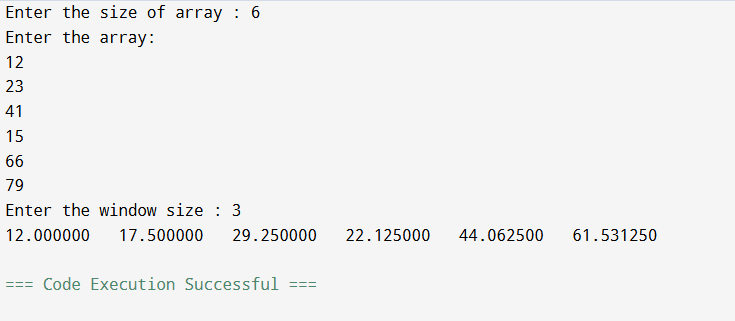 Enter the size of array : 6
Enter the array:
12
23
41
15
66
79
Enter the window size : 3
12.000000   17.500000   29.250000   22.125000   44.062500   61.531250
=== Code Execution Successful ===